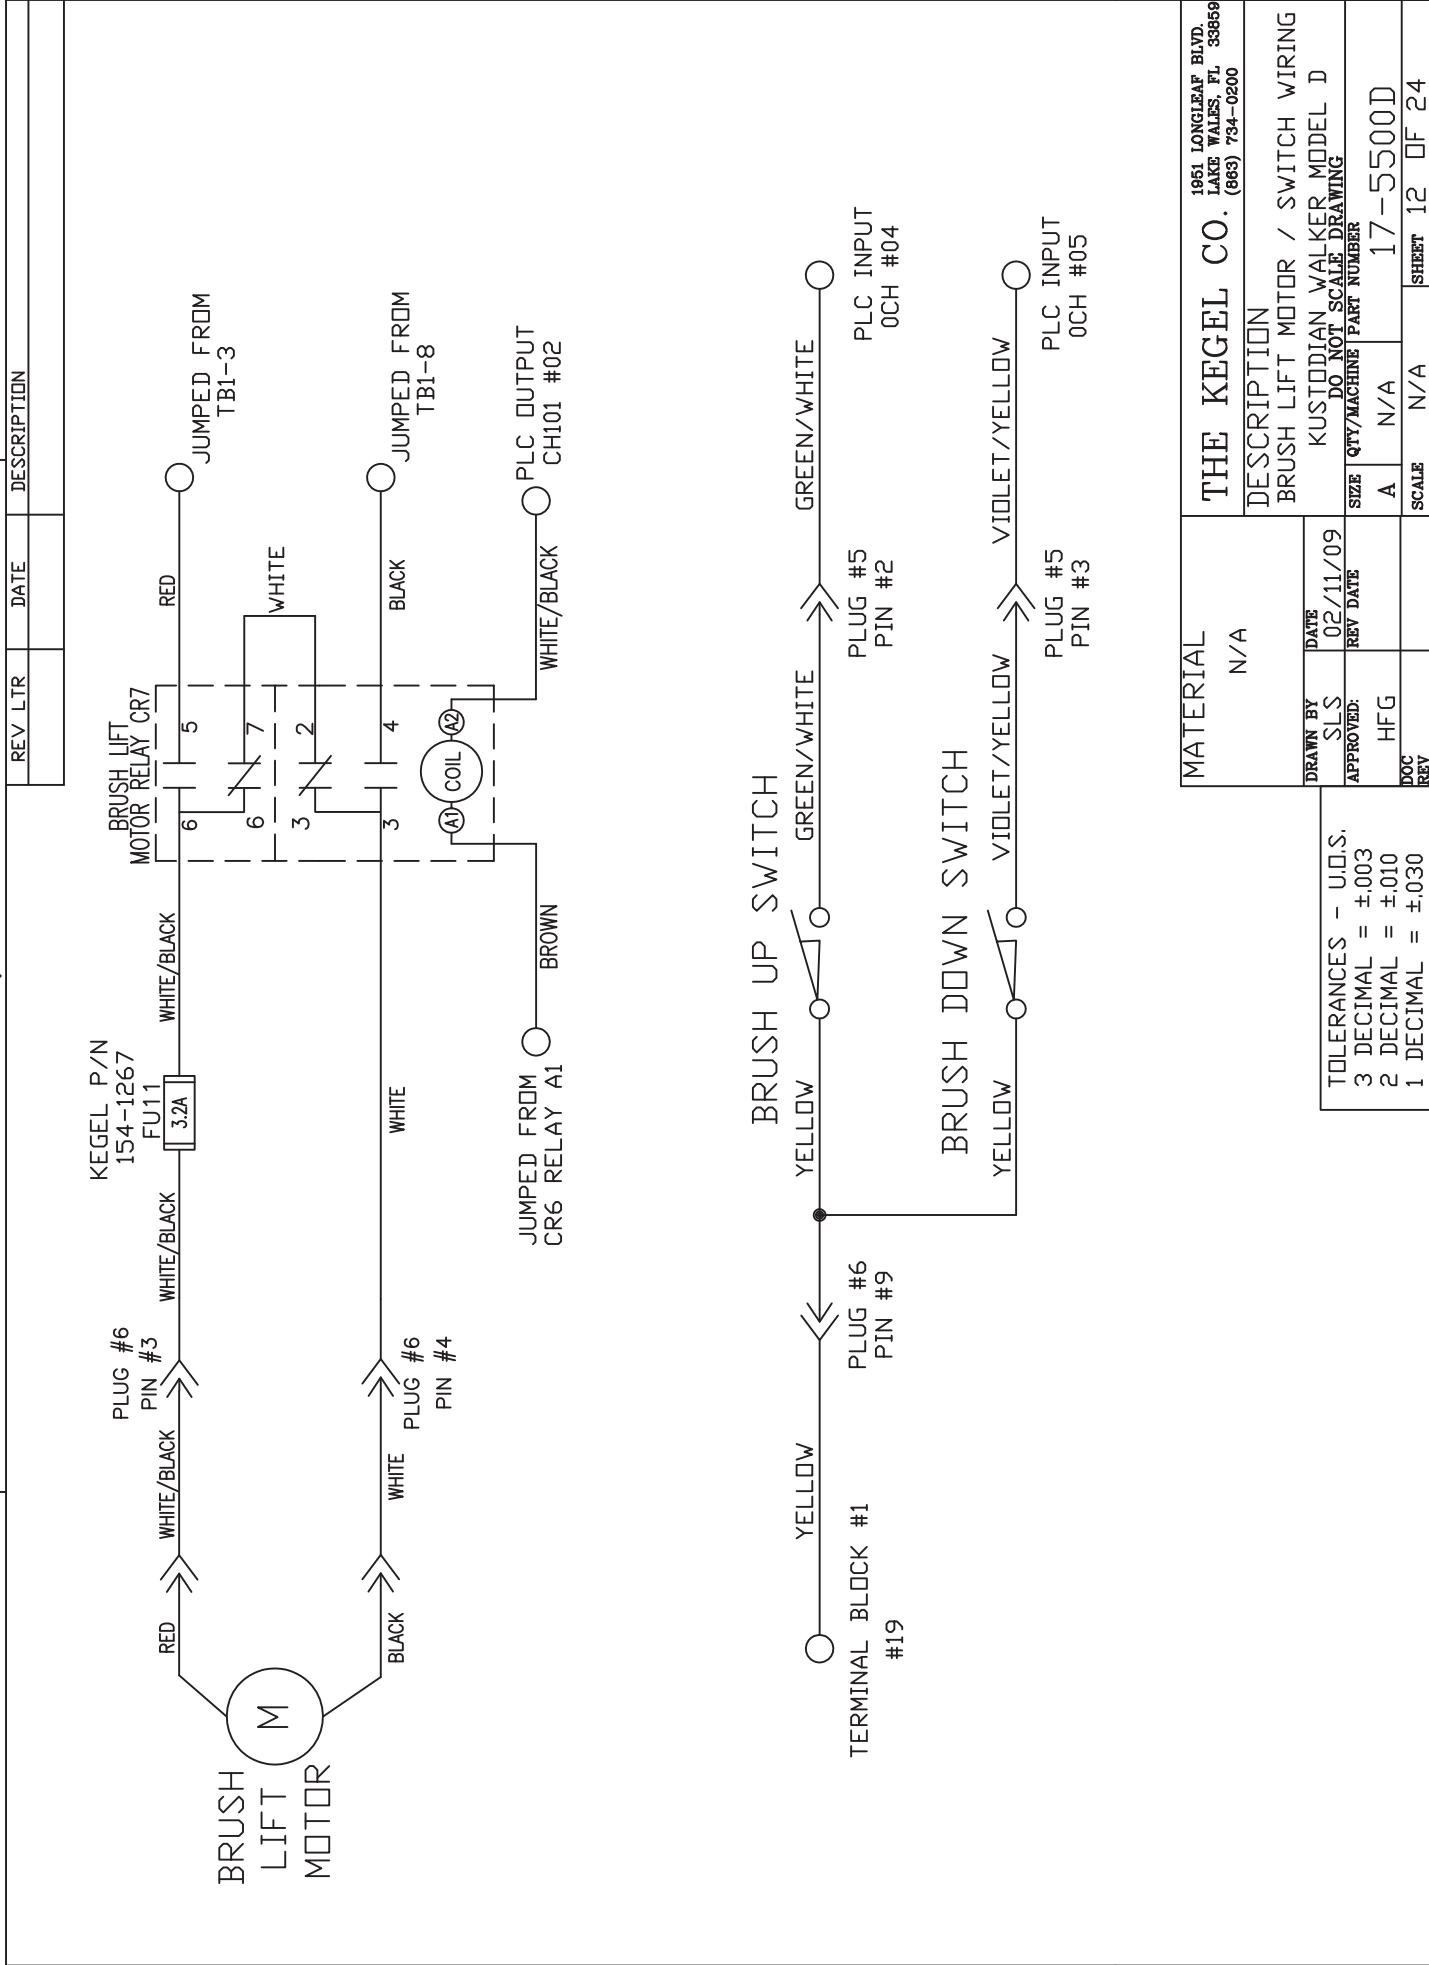 REV LTR
DATE
DESCRIPTION
KEGEL P/N
154-1267
FU11
3.2A
BRUSH LIFT
MOTOR RELAY CR7
JUMPED FROM
TB1-3
RED
WHITE/BLACK
WHITE/BLACK
WHITE/BLACK
RED
PLUG #6
PIN #3
6
5
6
7
WHITE
3
2
3
4
BRUSH
LIFT
MOTOR
M
BLACK
WHITE
PLUG #6
PIN #4
WHITE
BLACK
JUMPED FROM
TB1-8
A1
COIL
A2
JUMPED FROM
CR6 RELAY A1
BROWN
WHITE/BLACK
PLC OUTPUT
CH101 #02
BRUSH UP SWITCH
YELLOW
YELLOW
GREEN/WHITE
GREEN/WHITE
TERMINAL BLOCK #1
#19
PLUG #6
PIN #9
PLUG #5
PIN #2
PLC INPUT
0CH #04
BRUSH DOWN SWITCH
YELLOW
VIOLET/YELLOW
VIOLET/YELLOW
PLUG #5
PIN #3
PLC INPUT
0CH #05
TOLERANCES - U.O.S.
3 DECIMAL = ±.003
2 DECIMAL = ±.010
1 DECIMAL = ±.030
MATERIAL
N/A
DRAWN BY
SLS
DATE
02/11/09
APPROVED:
HFG
REV DATE
DOC
REV
THE KEGEL CO.
1951 LONGLEAF BLVD.
LAKE WALES, FL 33859
(863) 734-0200
DESCRIPTION
BRUSH LIFT MOTOR / SWITCH WIRING
KUSTODIAN WALKER MODEL D
DO NOT SCALE DRAWING
SIZE
A
QTY/MACHINE
N/A
PART NUMBER
17-5500D
SCALE
N/A
SHEET 12 OF 24